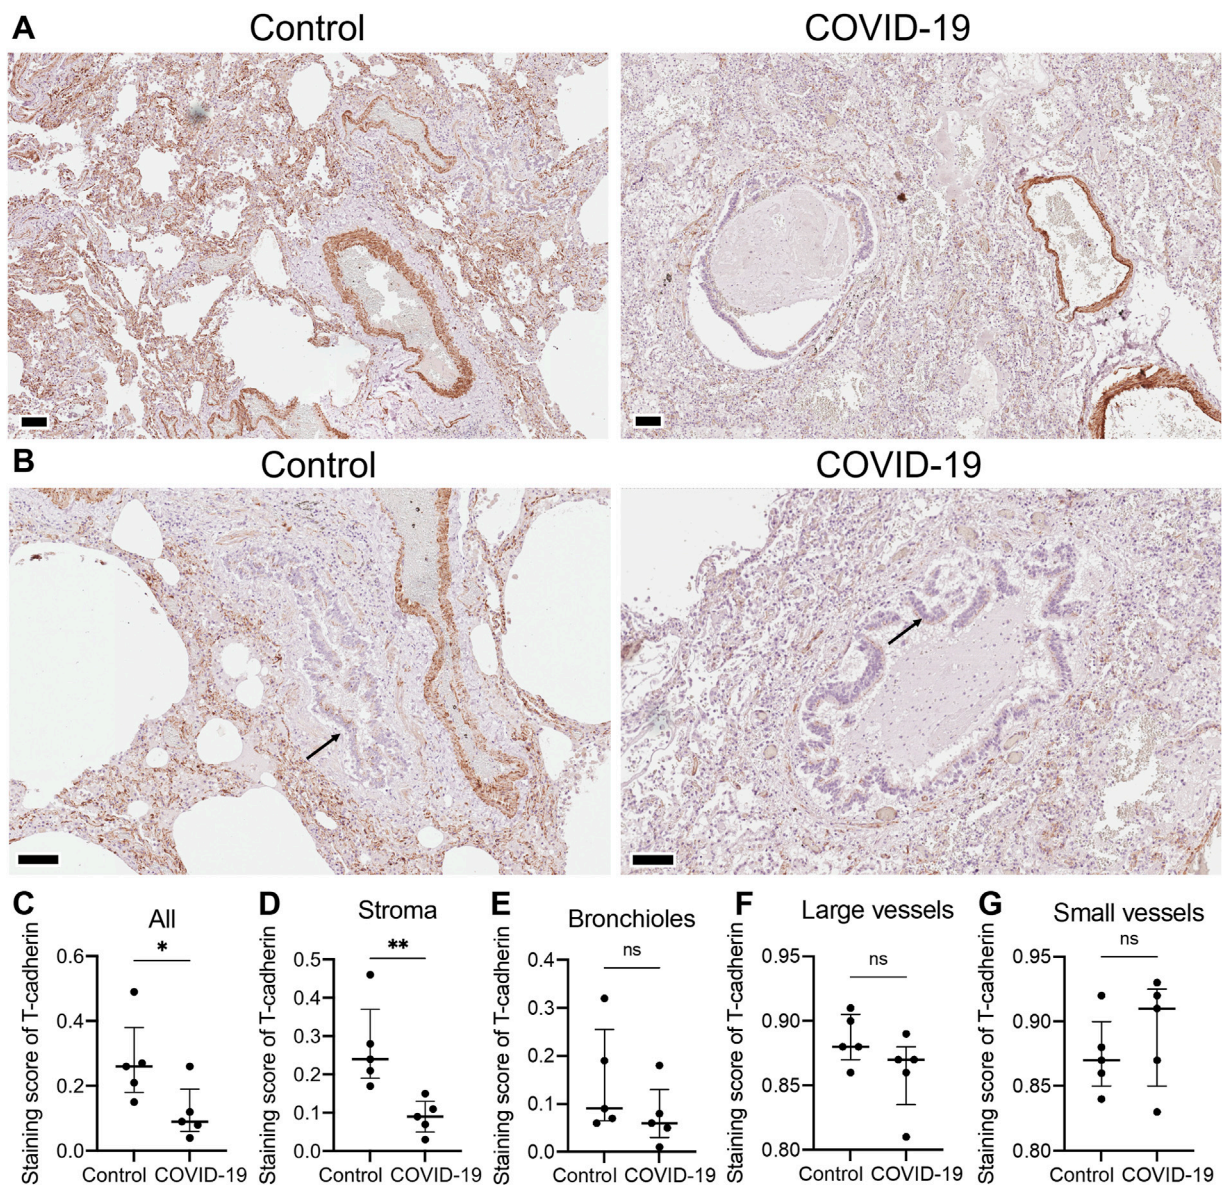 A
Control
COVID-19
B
Control
COVID-19
C
All
*
Staining score of T-cadherin
0.6
0.4
0.2
0.0
Control COVID-19
D
Stroma
**
Staining score of T-cadherin
0.5
0.4
0.3
0.2
0.1
0.0
Control COVID-19
E
Bronchioles
ns
Staining score of T-cadherin
0.4
0.3
0.2
0.1
0.0
Control COVID-19
F
Large vessels
ns
Staining score of T-cadherin
0.95
0.90
0.85
0.80
Control COVID-19
G
Small vessels
ns
Staining score of T-cadherin
0.95
0.90
0.85
0.80
Control COVID-19